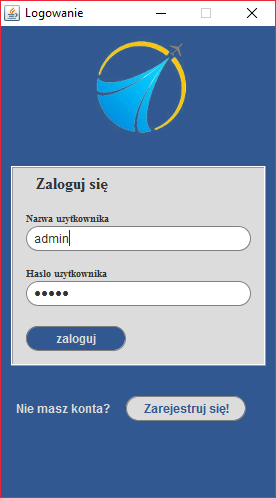 Logowanie
Zaloguj się
Nazwa uzytkownika
admin
Haslo uzytkownika
•••••
zaloguj
Nie masz konta? Zarejestruj się!